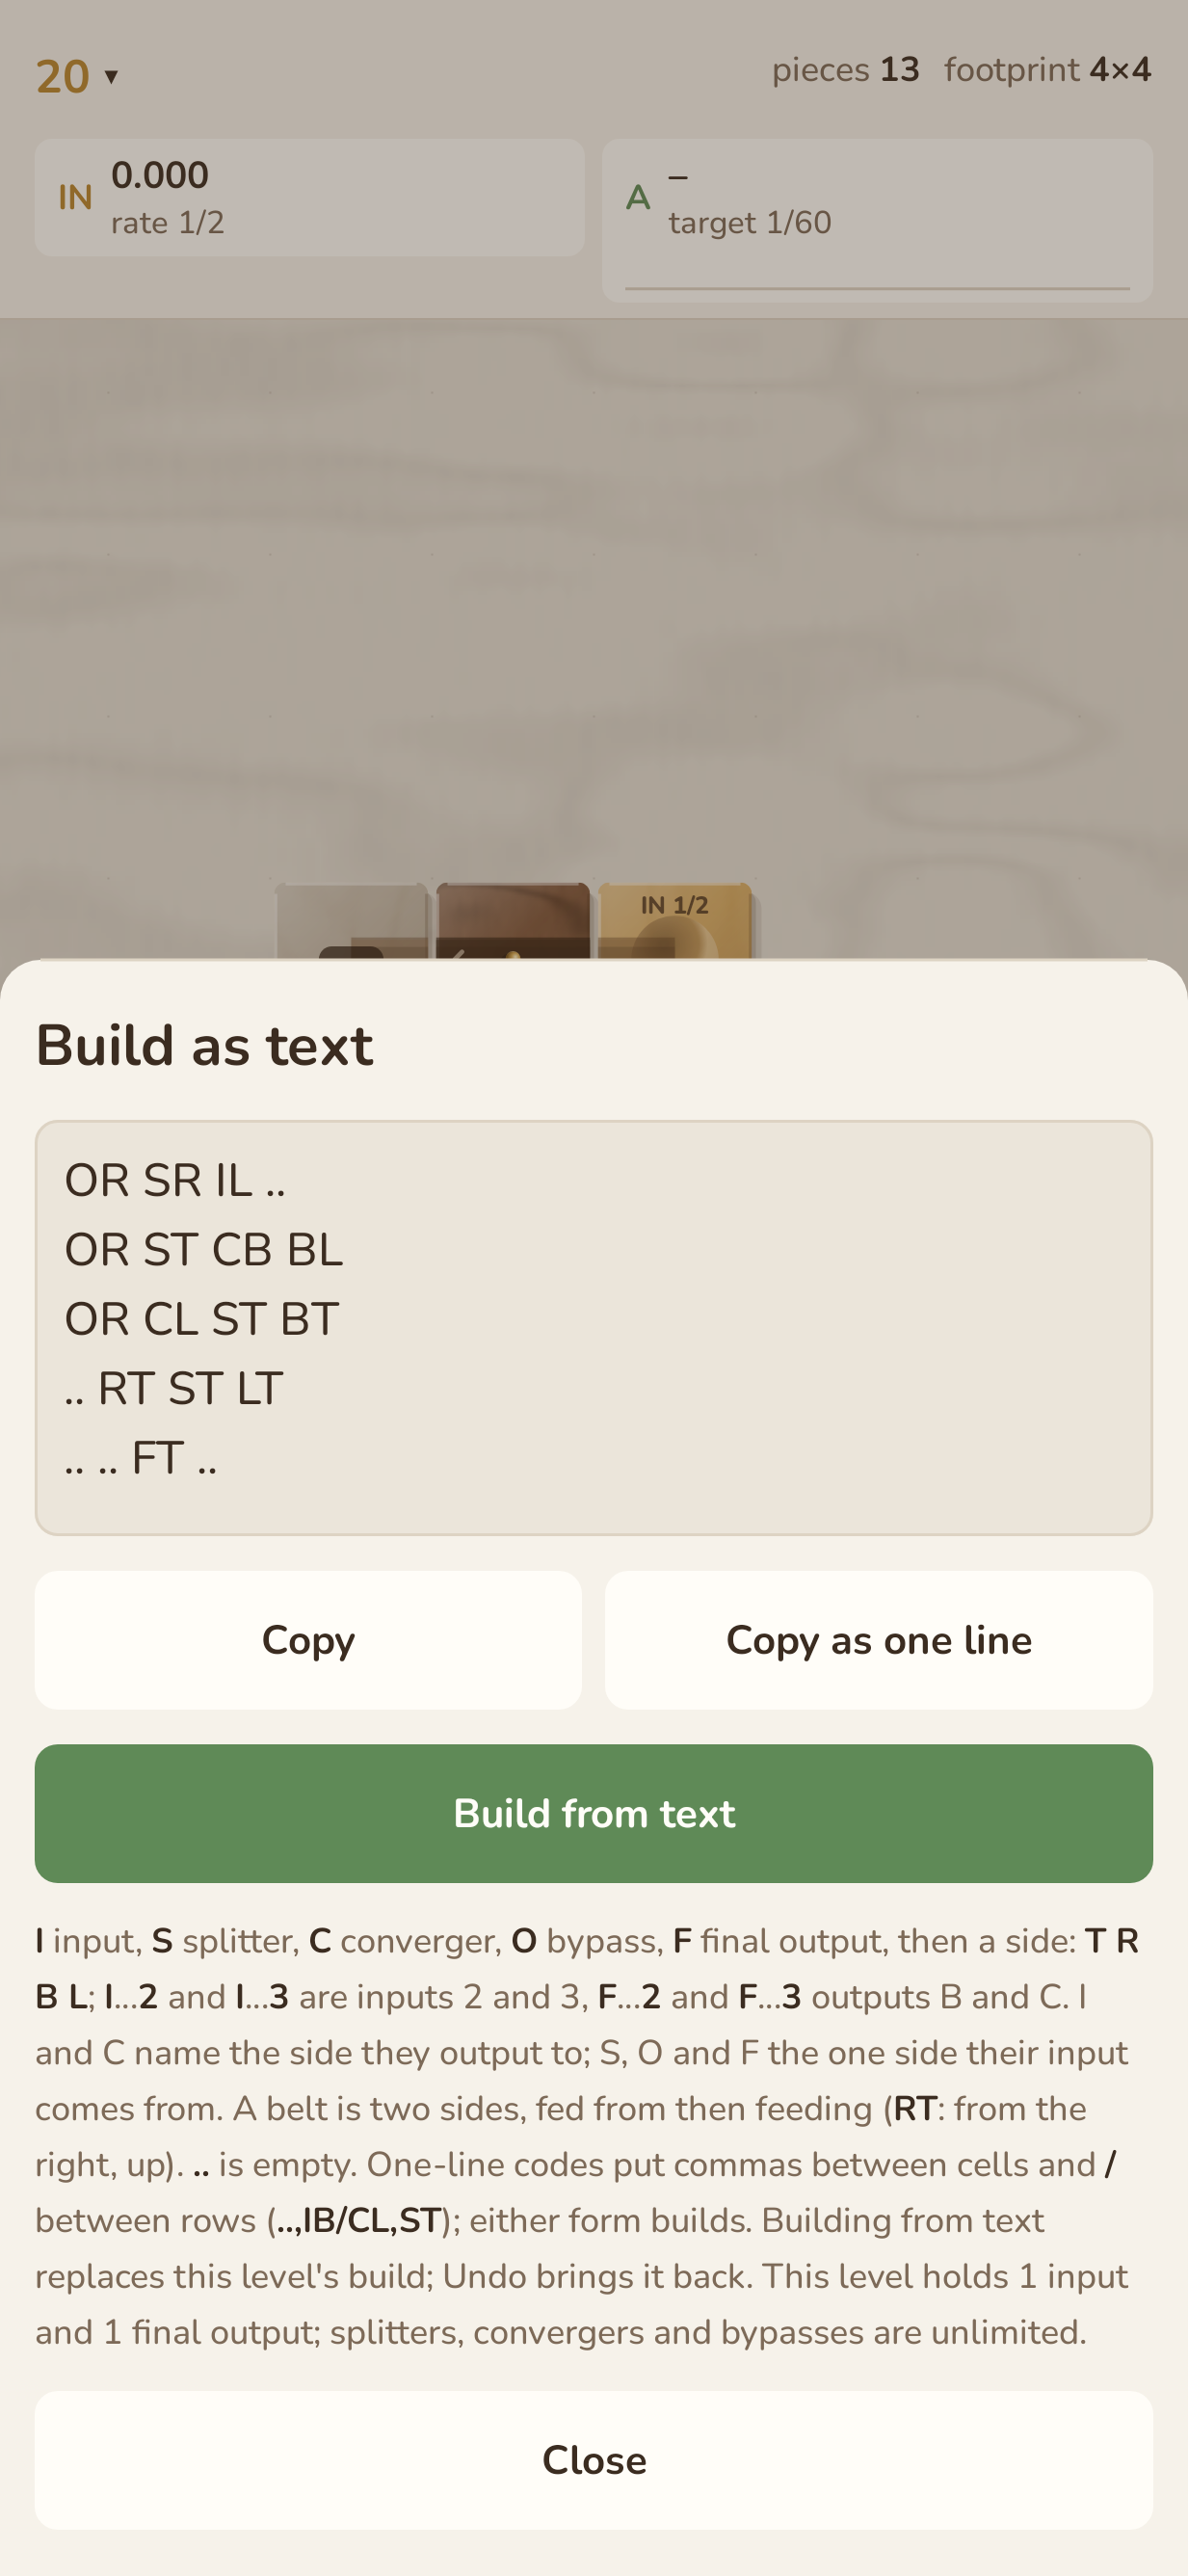 20 ▾
pieces 13 footprint 4×4
IN 0.000
rate 1/2
A –
target 1/60
IN 1/2
Build as text
OR SR IL ..
OR ST CB BL
OR CL ST BT
.. RT ST LT
.. .. FT ..
Copy
Copy as one line
Build from text
I input, S splitter, C converger, O bypass, F final output, then a side: T R
B L; I...2 and I...3 are inputs 2 and 3, F...2 and F...3 outputs B and C. I
and C name the side they output to; S, O and F the one side their input
comes from. A belt is two sides, fed from then feeding (RT: from the
right, up). .. is empty. One-line codes put commas between cells and /
between rows (..,IB/CL,ST); either form builds. Building from text
replaces this level's build; Undo brings it back. This level holds 1 input
and 1 final output; splitters, convergers and bypasses are unlimited.
Close